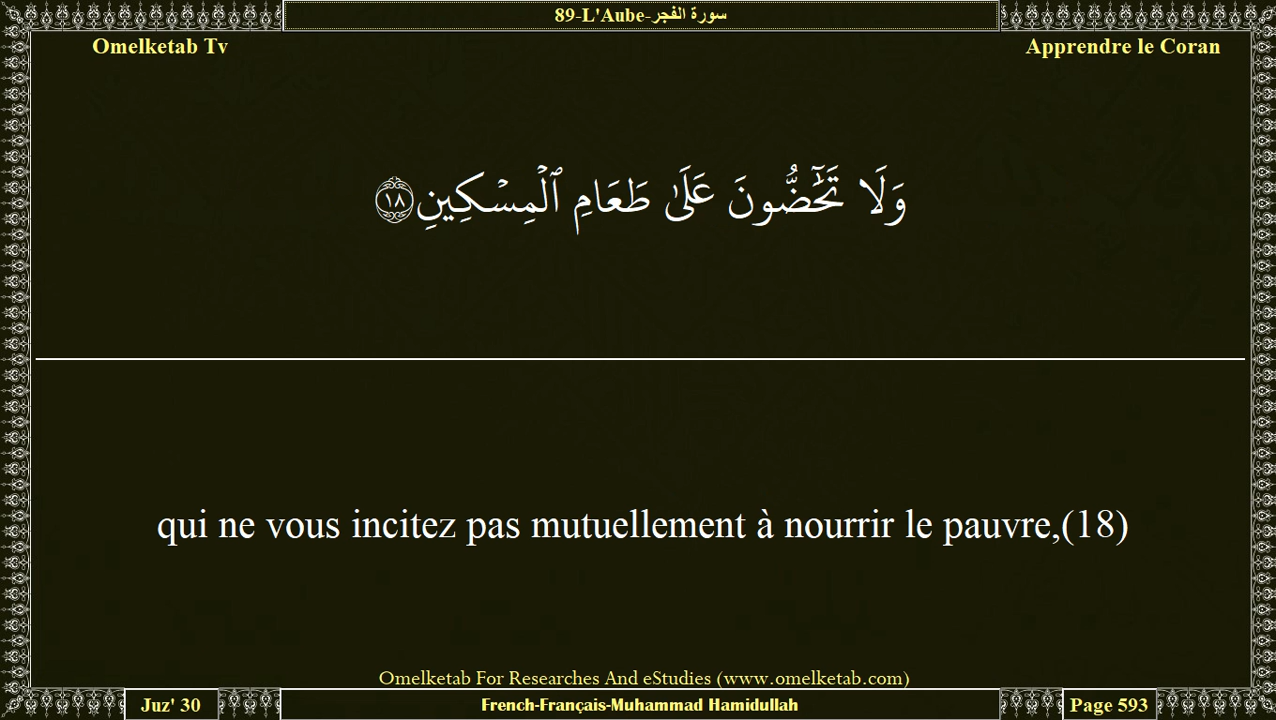 89-L'Aube-سورة الفجر
Omelketab Tv
Apprendre le Coran
وَلَا تَحَٰٓضُّونَ عَلَىٰ طَعَامِ ٱلۡمِسۡكِينِ ١٨
qui ne vous incitez pas mutuellement à nourrir le pauvre,(18)
Omelketab For Researches And eStudies (www.omelketab.com)
Juz' 30
French-Français-Muhammad Hamidullah
Page 593